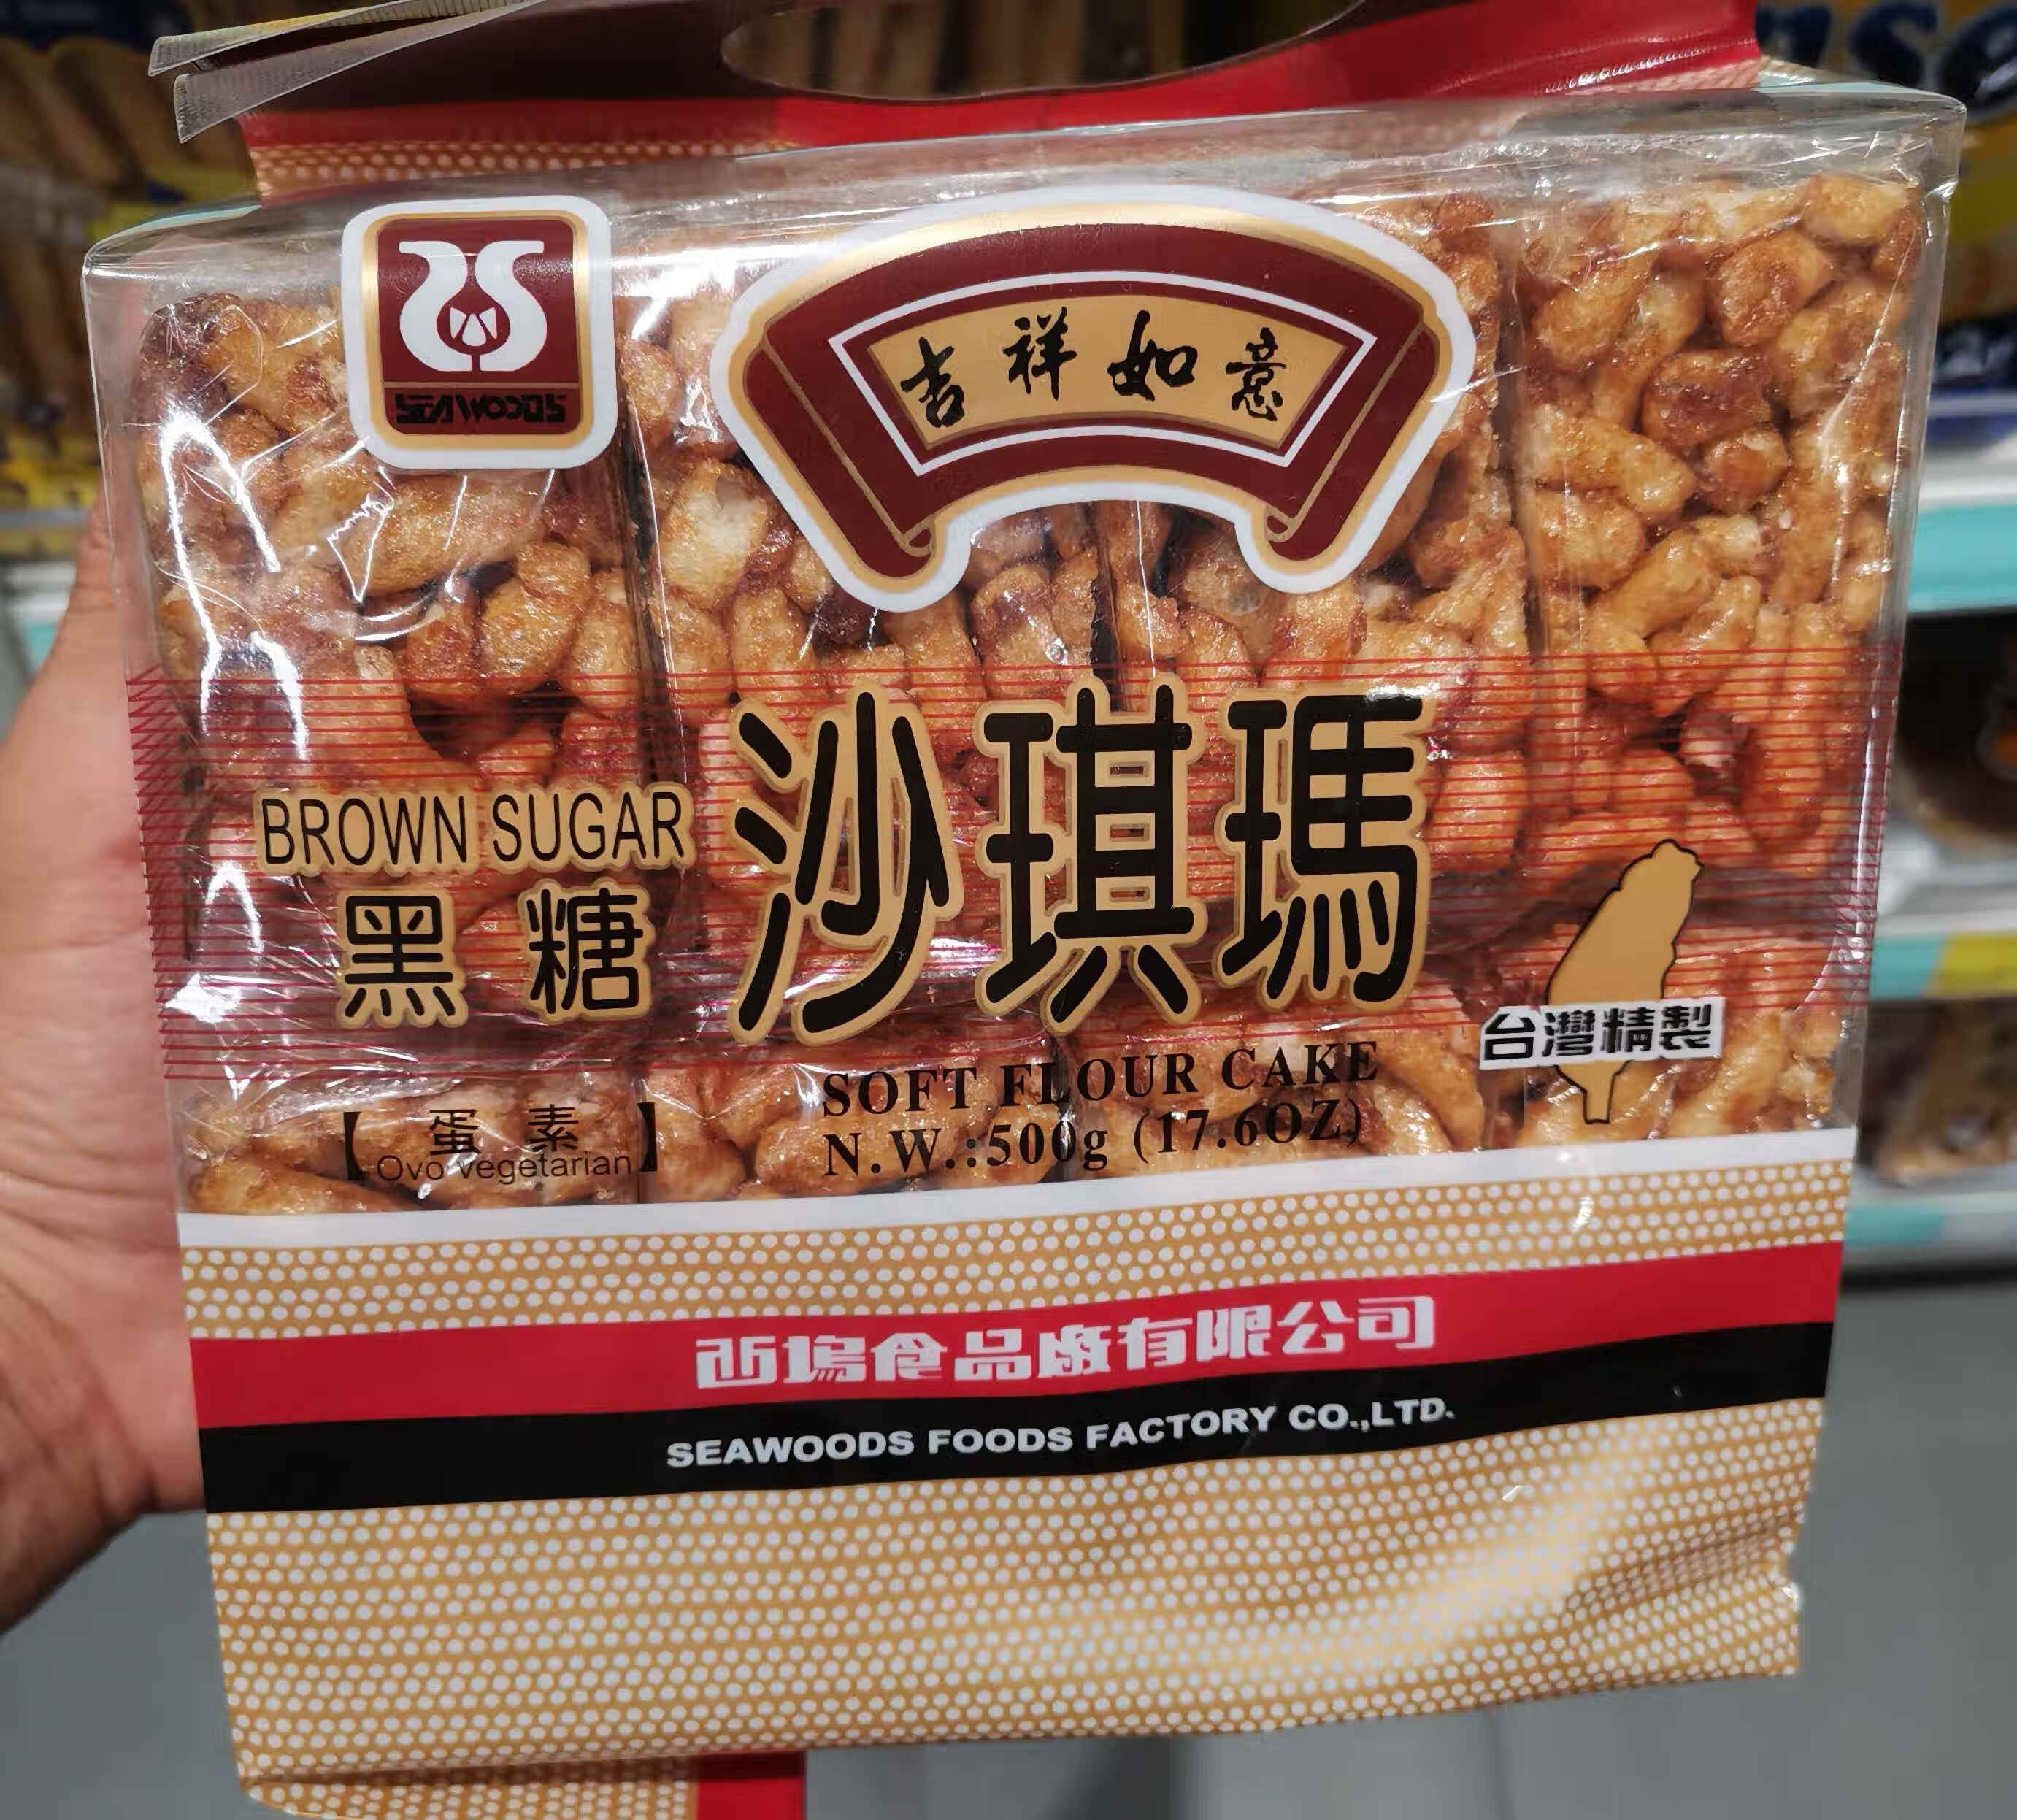 SEAWOODS
吉祥如意
BROWN SUGAR
黑糖
沙琪瑪
台灣精製
SOFT FLOUR CAKE
N.W.:500g (17.6OZ)
【蛋素】
Ovo vegetarian
西塢食品廠有限公司
SEAWOODS FOODS FACTORY CO.,LTD.